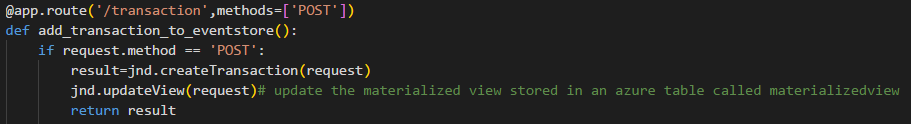 @app.route('/transaction',methods=['POST'])
def add_transaction_to_eventstore():
    if request.method == 'POST':
        result=jnd.createTransaction(request)
        jnd.updateView(request)# update the materialized view stored in an azure table called materializedview
        return result